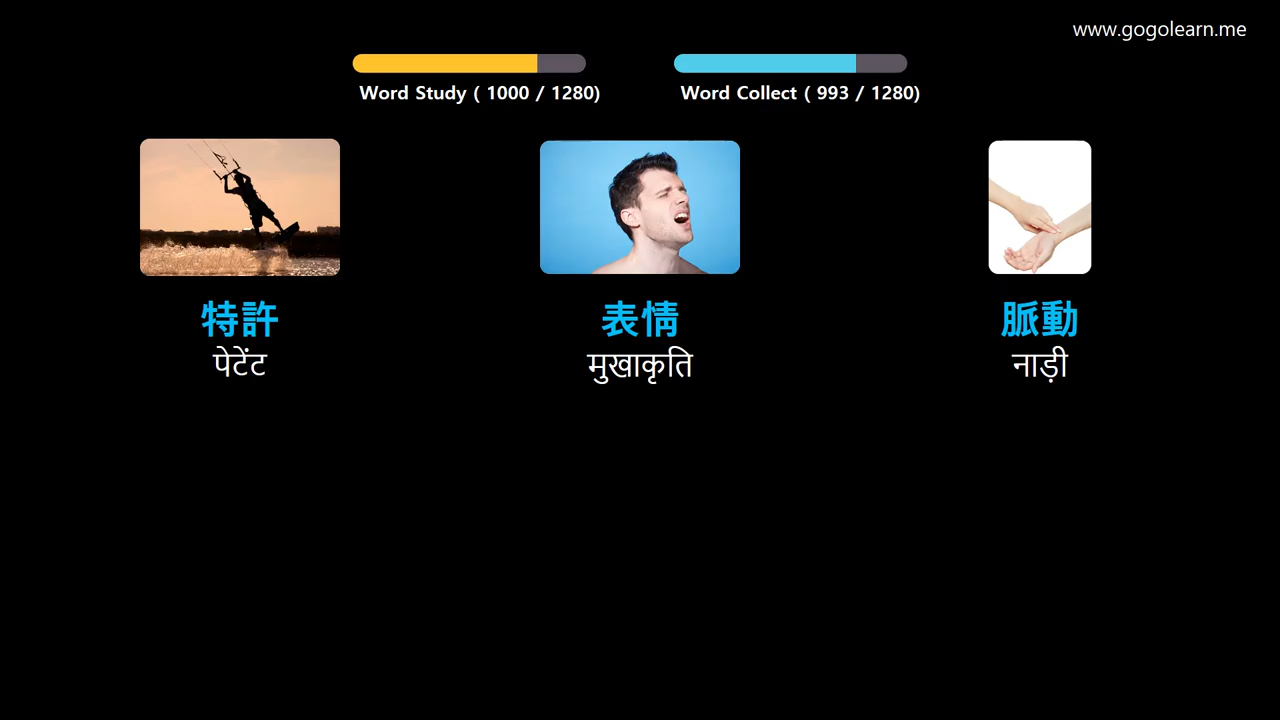 www.gogolearn.me
Word Study ( 1000 / 1280)
Word Collect ( 993 / 1280)
特許
पेटेंट
表情
मुखाकृति
脈動
नाड़ी